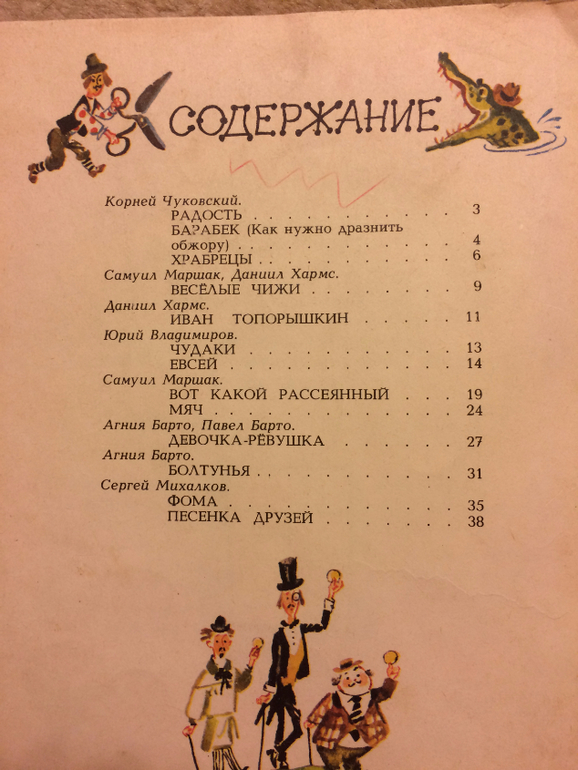 СОДЕРЖАНИЕ
Корней Чуковский.
РАДОСТЬ . . . . . . . . . . . 3
БАРАБЕК (Как нужно дразнить
обжору) . . . . . . . . . . . 4
ХРАБРЕЦЫ . . . . . . . . . . 6
Самуил Маршак, Даниил Хармс.
ВЕСЁЛЫЕ ЧИЖИ . . . . . . . 9
Даниил Хармс.
ИВАН ТОПОРЫШКИН . . . . . 11
Юрий Владимиров.
ЧУДАКИ . . . . . . . . . . . 13
ЕВСЕЙ . . . . . . . . . . . . 14
Самуил Маршак.
ВОТ КАКОЙ РАССЕЯННЫЙ . . . 19
МЯЧ . . . . . . . . . . . . 24
Агния Барто, Павел Барто.
ДЕВОЧКА-РЁВУШКА . . . . . . 27
Агния Барто.
БОЛТУНЬЯ . . . . . . . . . . 31
Сергей Михалков.
ФОМА . . . . . . . . . . . . 35
ПЕСЕНКА ДРУЗЕЙ . . . . . . . 38